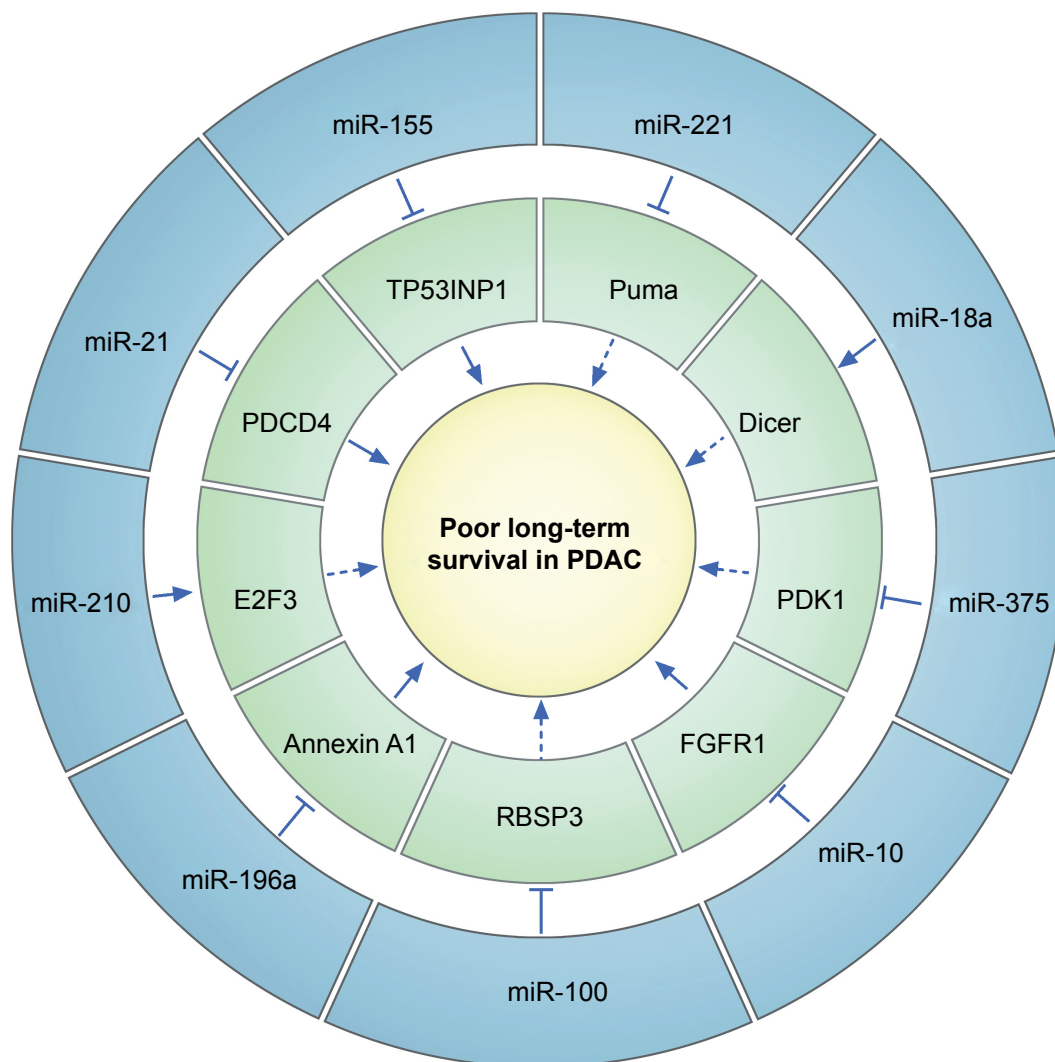 miR-155
miR-221
miR-21
TP53INP1
Puma
miR-18a
PDCD4
Dicer
Poor long-term
survival in PDAC
miR-210
E2F3
PDK1
miR-375
Annexin A1
FGFR1
RBSP3
miR-196a
miR-10
miR-100